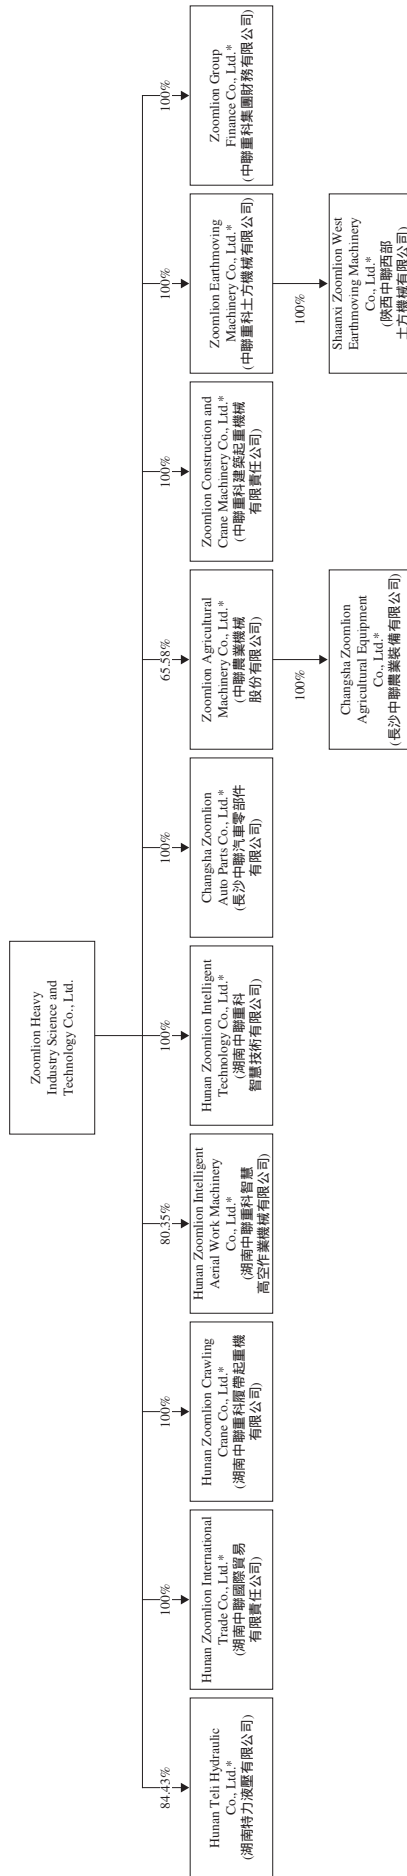 Zoomlion Heavy
Industry Science and
Technology Co., Ltd.
84.43%
100%
100%
80.35%
100%
100%
65.58%
100%
100%
100%
Hunan Teli Hydraulic
Co., Ltd.*
(湖南特力液壓有限公司)
Hunan Zoomlion International
Trade Co., Ltd.*
(湖南中聯國際貿易
有限責任公司)
Hunan Zoomlion Crawling
Crane Co., Ltd.*
(湖南中聯重科履帶起重機
有限公司)
Hunan Zoomlion Intelligent
Aerial Work Machinery
Co., Ltd.*
(湖南中聯重科智慧
高空作業機械有限公司)
Hunan Zoomlion Intelligent
Technology Co., Ltd.*
(湖南中聯重科
智慧技術有限公司)
Changsha Zoomlion
Auto Parts Co., Ltd.*
(長沙中聯汽車零部件
有限公司)
Zoomlion Agricultural
Machinery Co., Ltd.*
(中聯農業機械
股份有限公司)
Zoomlion Construction and
Crane Machinery Co., Ltd.*
(中聯重科建築起重機械
有限責任公司)
Zoomlion Earthmoving
Machinery Co., Ltd.*
(中聯重科土方機械有限公司)
Zoomlion Group
Finance Co., Ltd.*
(中聯重科集團財務有限公司)
100%
100%
Changsha Zoomlion
Agricultural Equipment
Co., Ltd.*
(長沙中聯農業裝備有限公司)
Shaanxi Zoomlion West
Earthmoving Machinery
Co., Ltd.*
(陝西中聯西部
土方機械有限公司)